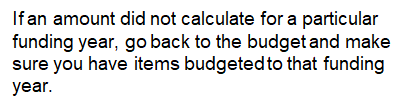 If an amount did not calculate for a particular
funding year, go back to the budget and make
sure you have items budgeted to that funding
year.